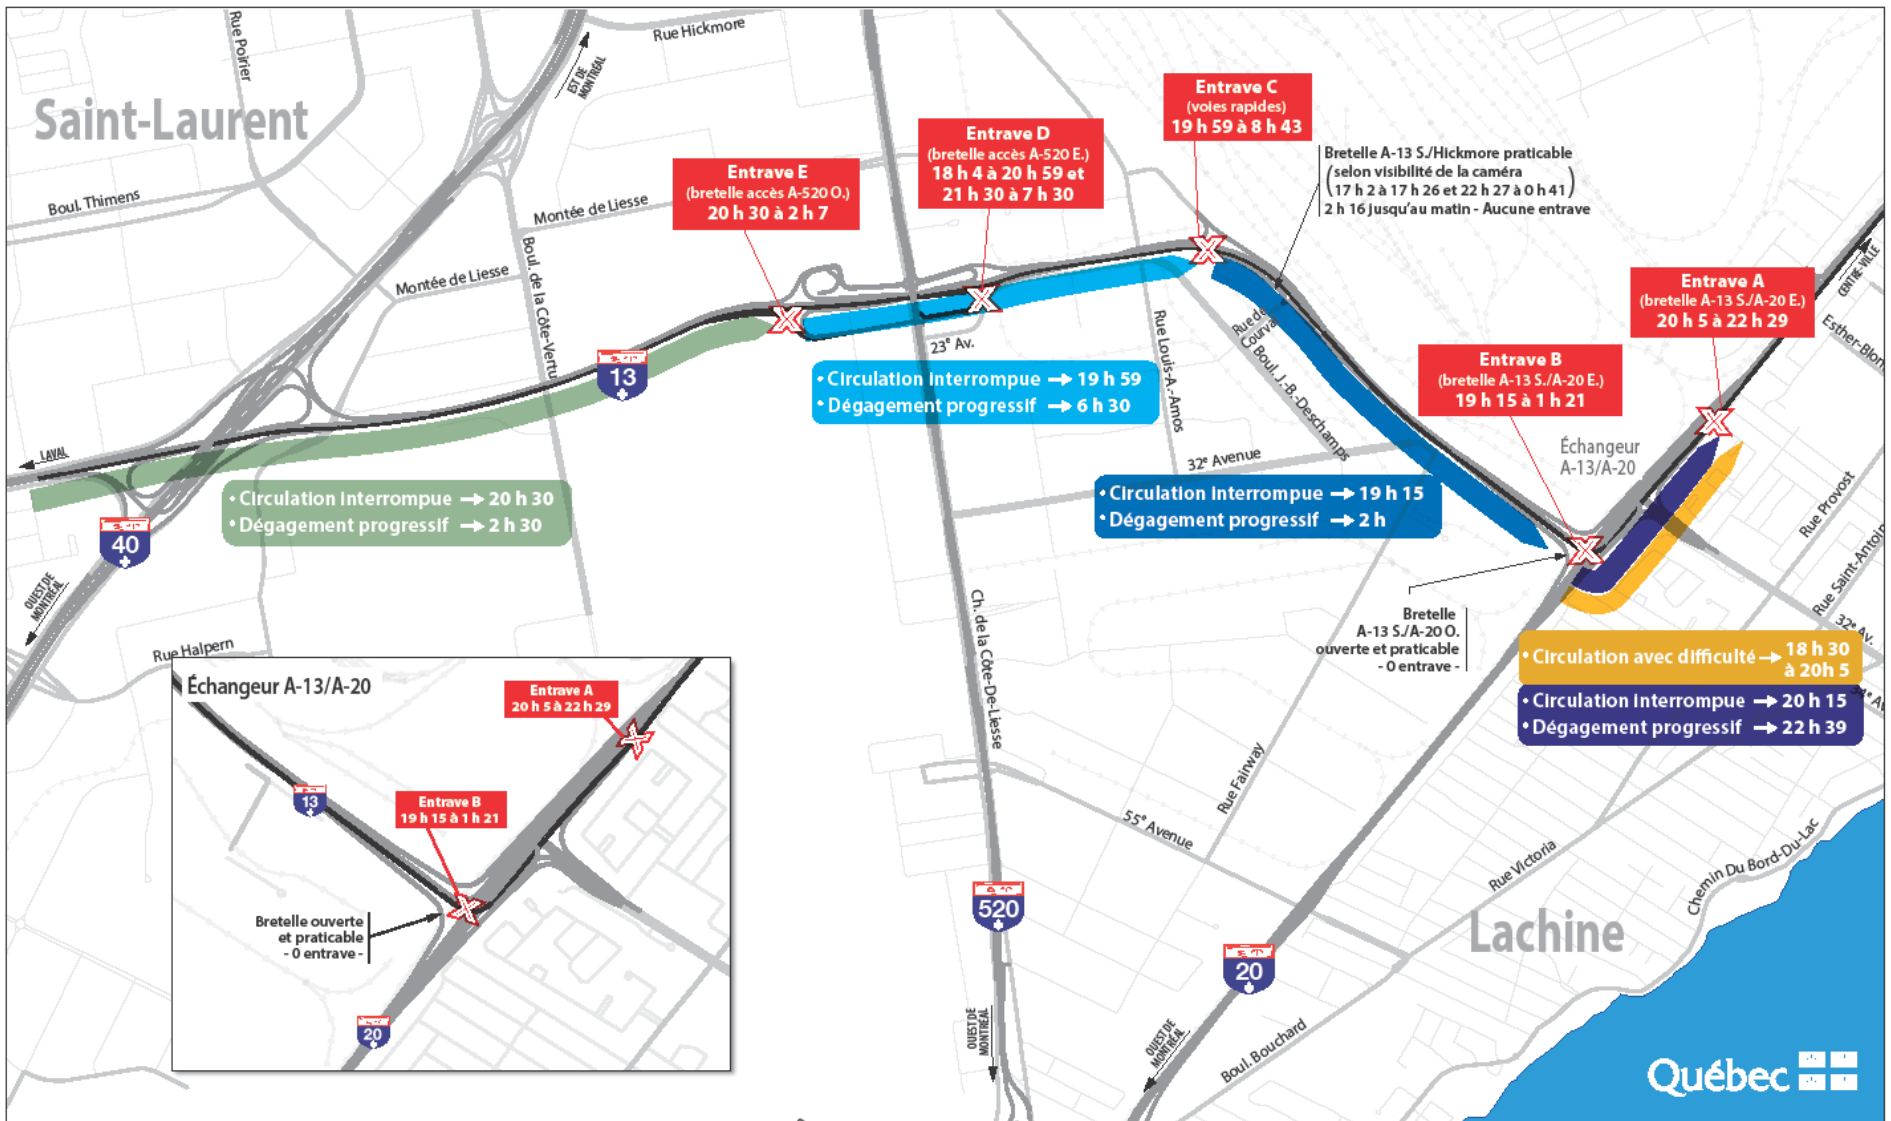 Saint-Laurent
Rue Poirier
Rue Hickmore
EST DE
MONTRÉAL
Boul. Thimens
Montée de Liesse
Montée de Liesse
Boul. de la Côte-Vertu
Entrave E
(bretelle accès A-520 O.)
20 h 30 à 2 h 7
Entrave D
(bretelle accès A-520 E.)
18 h 4 à 20 h 59 et
21 h 30 à 7 h 30
Entrave C
(voies rapides)
19 h 59 à 8 h 43
Bretelle A-13 S./Hickmore praticable
(selon visibilité de la caméra
17 h 2 à 17 h 26 et 22 h 27 à 0 h 41)
2 h 16 jusqu'au matin - Aucune entrave
Entrave A
(bretelle A-13 S./A-20 E.)
20 h 5 à 22 h 29
CENTRE-VILLE
Entrave B
(bretelle A-13 S./A-20 E.)
19 h 15 à 1 h 21
Échangeur
A-13/A-20
13
23e Av.
Rue Louis-A.-Amos
Rue de
Boul. J.-B.-Deschamps
32e Avenue
• Circulation interrompue → 19 h 59
• Dégagement progressif → 6 h 30
LAVAL
40
OUEST DE
MONTRÉAL
• Circulation interrompue → 20 h 30
• Dégagement progressif → 2 h 30
• Circulation interrompue → 19 h 15
• Dégagement progressif → 2 h
Rue Provost
32e Av.
Bretelle
A-13 S./A-20 O.
ouverte et praticable
- 0 entrave -
• Circulation avec difficulté → 18 h 30
à 20h 5
• Circulation interrompue → 20 h 15
• Dégagement progressif → 22 h 39
Ch. de la Côte-De-Liesse
Rue Halpern
Échangeur A-13/A-20
Entrave A
20 h 5 à 22 h 29
13
Entrave B
19 h 15 à 1 h 21
Bretelle ouverte
et praticable
- 0 entrave -
20
Rue Fairway
55e Avenue
Rue Victoria
Chemin Du Bord-Du-Lac
520
Lachine
20
OUEST DE
MONTRÉAL
OUEST DE
MONTRÉAL
Boul. Bouchard
Québec